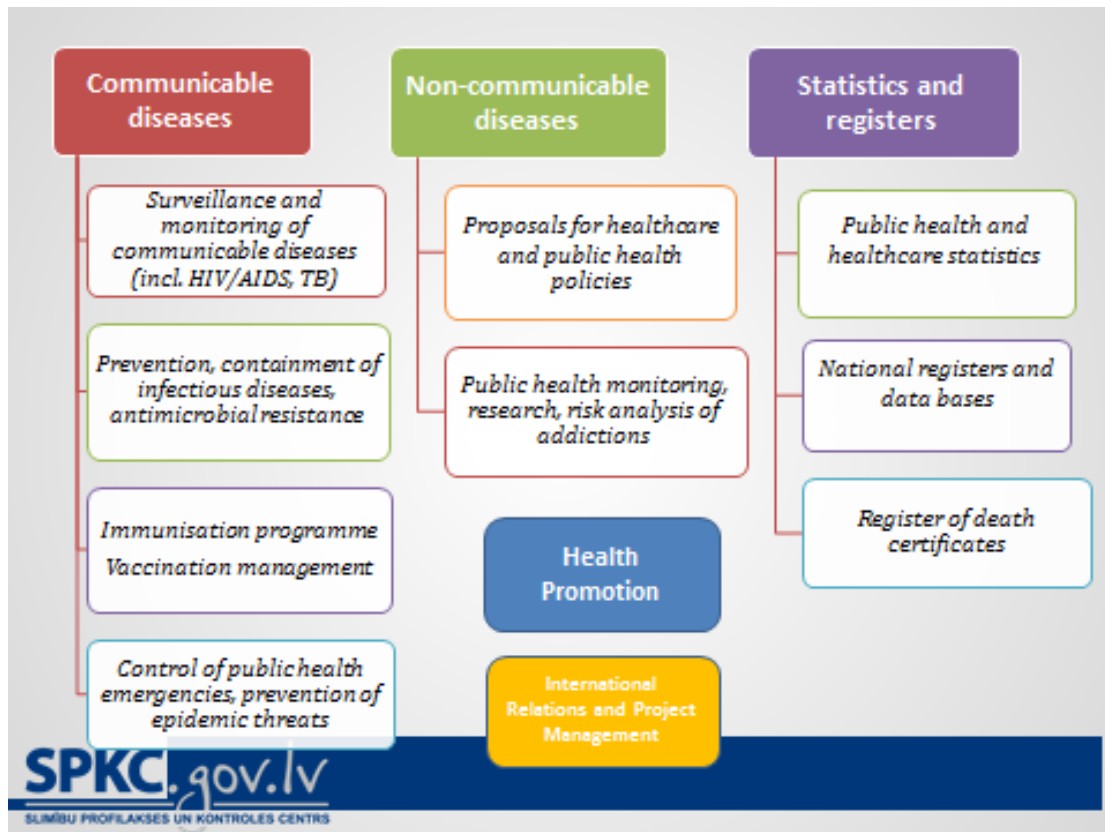 Communicable
diseases
Surveillance and
monitoring of
communicable diseases
(incl. HIV/AIDS, TB)
Prevention, containment of
infectious diseases,
antimicrobial resistance
Immunisation programme
Vaccination management
Control of public health
emergencies, prevention of
epidemic threats
Non-communicable
diseases
Proposals for healthcare
and public health
policies
Public health monitoring,
research, risk analysis of
addictions
Health
Promotion
International
Relations and Project
Management
Statistics and
registers
Public health and
healthcare statistics
National registers and
data bases
Register of death
certificates
SPKC.gov.lv
SLIMĪBU PROFILAKSES UN KONTROLES CENTRS